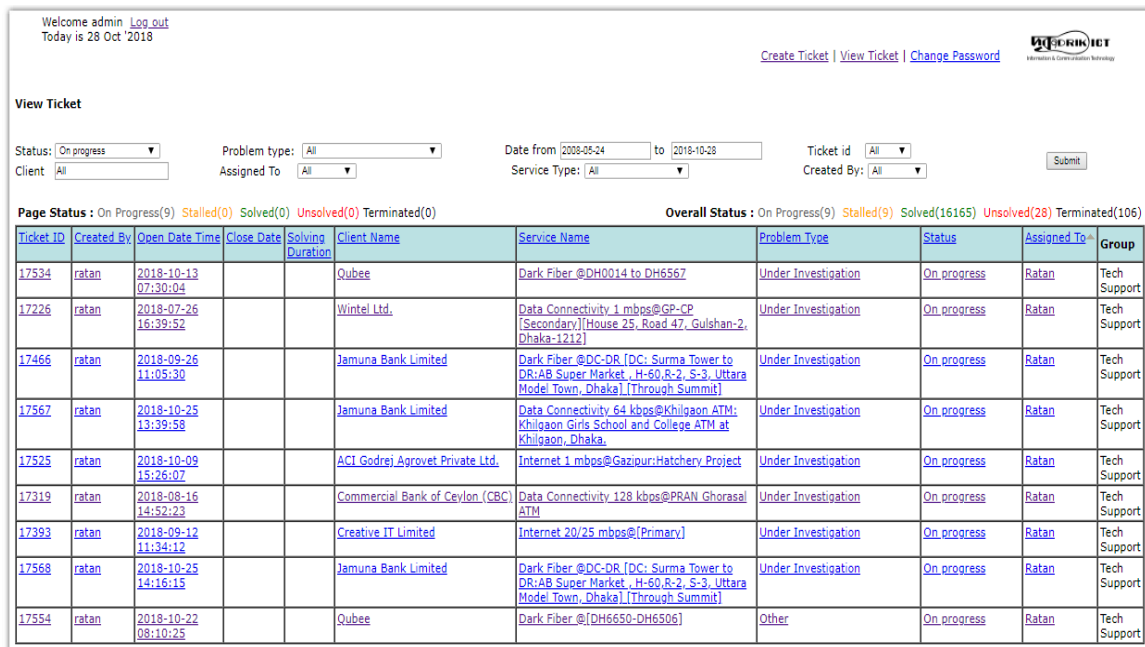 Welcome admin Log out
Today is 28 Oct '2018
Create Ticket | View Ticket | Change Password
DRIK ICT
Information & Communication Technology
View Ticket
Status: On progress Problem type: All Date from 2008-05-24 to 2018-10-28 Ticket id All
Client All Assigned To All Service Type: All Created By: All
Submit
Page Status : On Progress(9) Stalled(0) Solved(0) Unsolved(0) Terminated(0) Overall Status : On Progress(9) Stalled(9) Solved(16165) Unsolved(28) Terminated(106)
Ticket ID Created By Open Date Time Close Date Solving Client Name Service Name Problem Type Status Assigned To Group
Duration
17534 ratan 2018-10-13 Qubee Dark Fiber @DH0014 to DH6567 Under Investigation On progress Ratan Tech
07:30:04 Support
17226 ratan 2018-07-26 Wintel Ltd. Data Connectivity 1 mbps@GP-CP Under Investigation On progress Ratan Tech
16:39:52 [Secondary][House 25, Road 47, Gulshan-2, Support
Dhaka-1212]
17466 ratan 2018-09-26 Jamuna Bank Limited Dark Fiber @DC-DR [DC: Surma Tower to Under Investigation On progress Ratan Tech
11:05:30 DR:AB Super Market , H-60,R-2, S-3, Uttara Support
Model Town, Dhaka] [Through Summit]
17567 ratan 2018-10-25 Jamuna Bank Limited Data Connectivity 64 kbps@Khilgaon ATM: Under Investigation On progress Ratan Tech
13:39:58 Khilgaon Girls School and College ATM at Support
Khilgaon, Dhaka.
17525 ratan 2018-10-09 ACI Godrej Agrovet Private Ltd. Internet 1 mbps@Gazipur:Hatchery Project Under Investigation On progress Ratan Tech
15:26:07 Support
17319 ratan 2018-08-16 Commercial Bank of Ceylon (CBC) Data Connectivity 128 kbps@PRAN Ghorasal Under Investigation On progress Ratan Tech
14:52:23 ATM Support
17393 ratan 2018-09-12 Creative IT Limited Internet 20/25 mbps@[Primary] Under Investigation On progress Ratan Tech
11:34:12 Support
17568 ratan 2018-10-25 Jamuna Bank Limited Dark Fiber @DC-DR [DC: Surma Tower to Under Investigation On progress Ratan Tech
14:16:15 DR:AB Super Market , H-60,R-2, S-3, Uttara Support
Model Town, Dhaka] [Through Summit]
17554 ratan 2018-10-22 Qubee Dark Fiber @[DH6650-DH6506] Other On progress Ratan Tech
08:10:25 Support